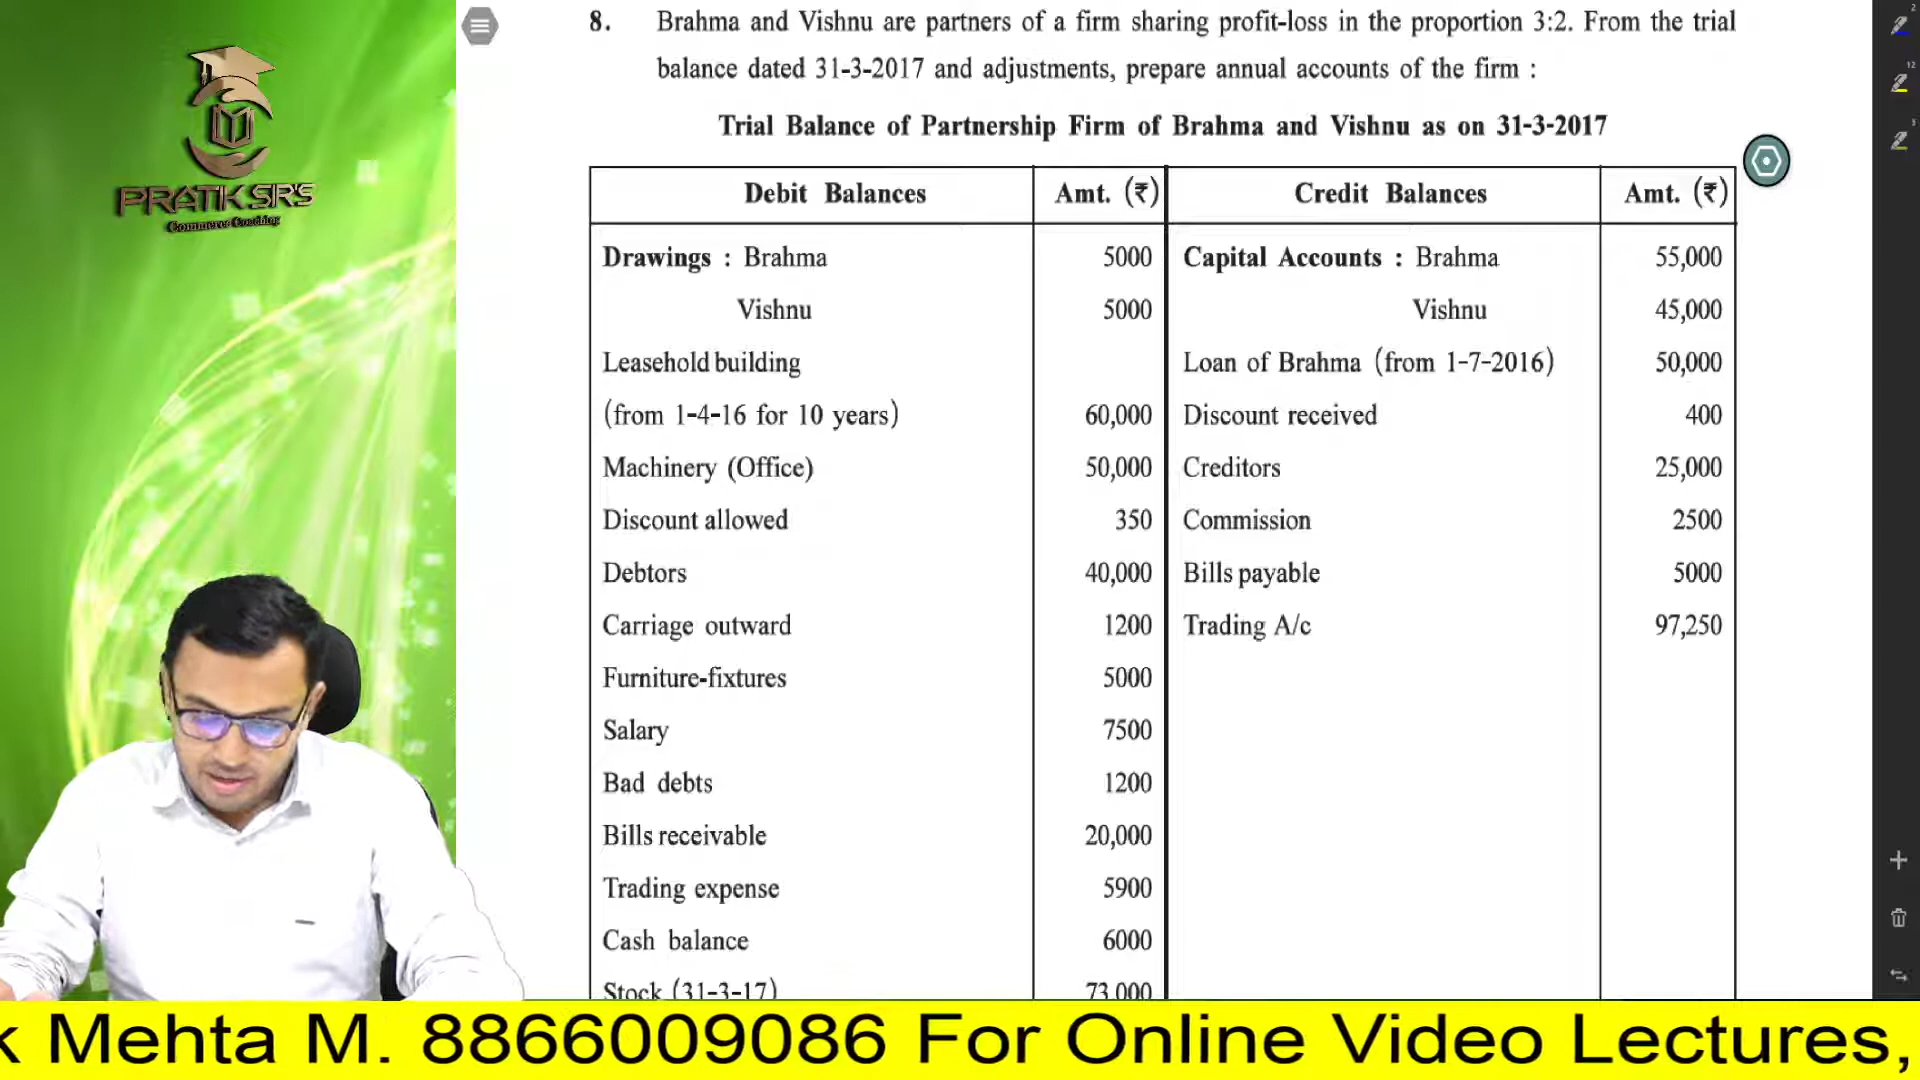 PRATIK SIR'S
Commerce Coaching
8. Brahma and Vishnu are partners of a firm sharing profit-loss in the proportion 3:2. From the trial
balance dated 31-3-2017 and adjustments, prepare annual accounts of the firm :
Trial Balance of Partnership Firm of Brahma and Vishnu as on 31-3-2017
Debit Balances Amt. (₹) Credit Balances Amt. (₹)
Drawings : Brahma 5000 Capital Accounts : Brahma 55,000
Vishnu 5000 Vishnu 45,000
Leasehold building Loan of Brahma (from 1-7-2016) 50,000
(from 1-4-16 for 10 years) 60,000 Discount received 400
Machinery (Office) 50,000 Creditors 25,000
Discount allowed 350 Commission 2500
Debtors 40,000 Bills payable 5000
Carriage outward 1200 Trading A/c 97,250
Furniture-fixtures 5000
Salary 7500
Bad debts 1200
Bills receivable 20,000
Trading expense 5900
Cash balance 6000
Stock (31-3-17) 73,000
k Mehta M. 8866009086 For Online Video Lectures,
2
12
3